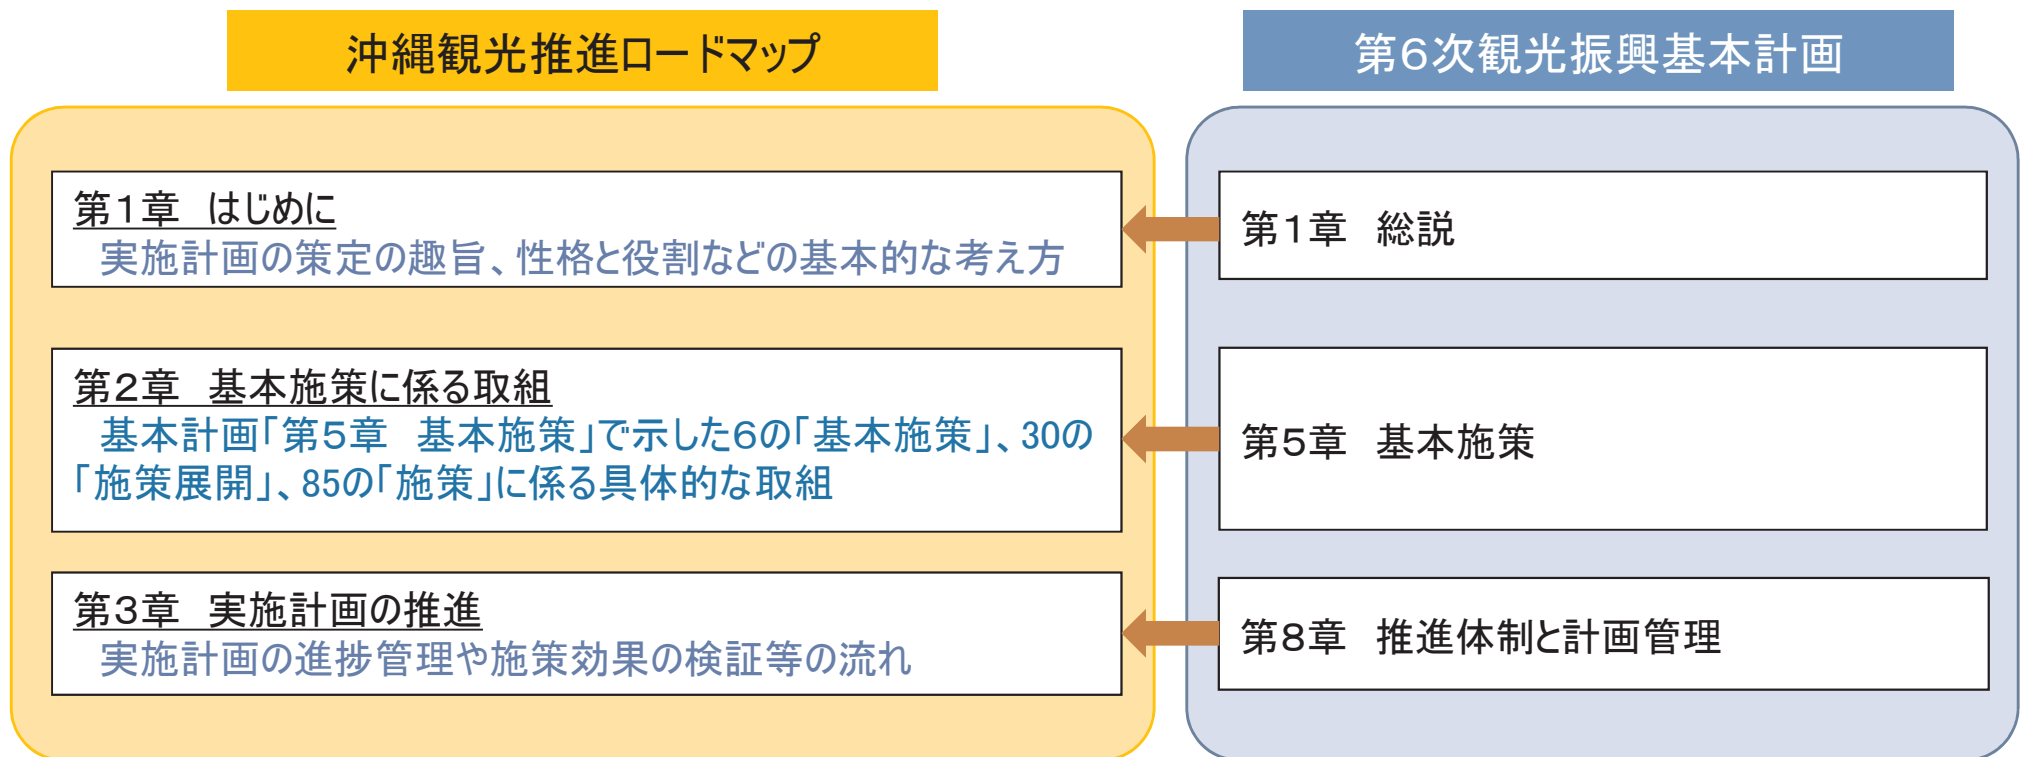 沖縄観光推進ロードマップ
第1章　はじめに
実施計画の策定の趣旨、性格と役割などの基本的な考え方
第2章　基本施策に係る取組
基本計画「第5章　基本施策」で示した6の「基本施策」、30の
「施策展開」、85の「施策」に係る具体的な取組
第3章　実施計画の推進
実施計画の進捗管理や施策効果の検証等の流れ
第6次観光振興基本計画
第1章　総説
第5章　基本施策
第8章　推進体制と計画管理